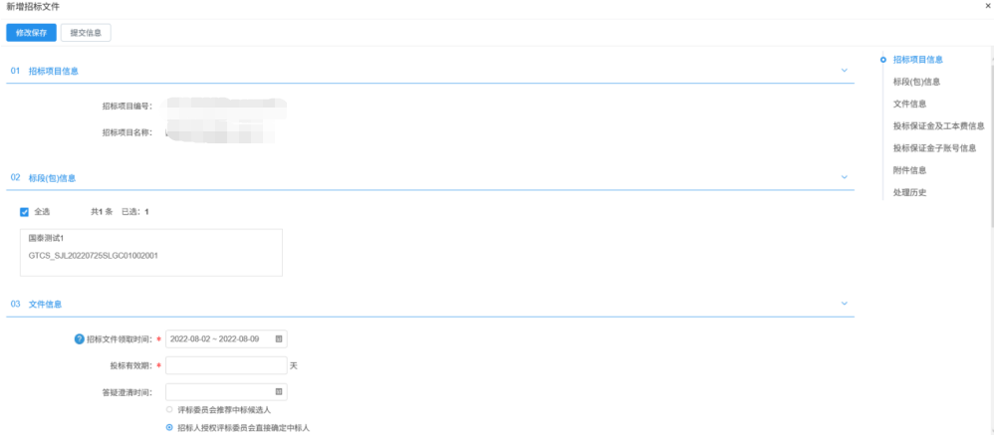 新增招标文件 ×
修改保存 提交信息
01 招标项目信息
招标项目编号：
招标项目名称：
02 标段(包)信息
全选 共1 条 已选：1
国泰测试1
GTCS_SJL20220725SLGC01002001
03 文件信息
? 招标文件领取时间：* 2022-08-02 ~ 2022-08-09
投标有效期：* 天
答疑澄清时间：
评标委员会推荐中标候选人
招标人授权评标委员会直接确定中标人
招标项目信息
标段(包)信息
文件信息
投标保证金及工本费信息
投标保证金子账号信息
附件信息
处理历史